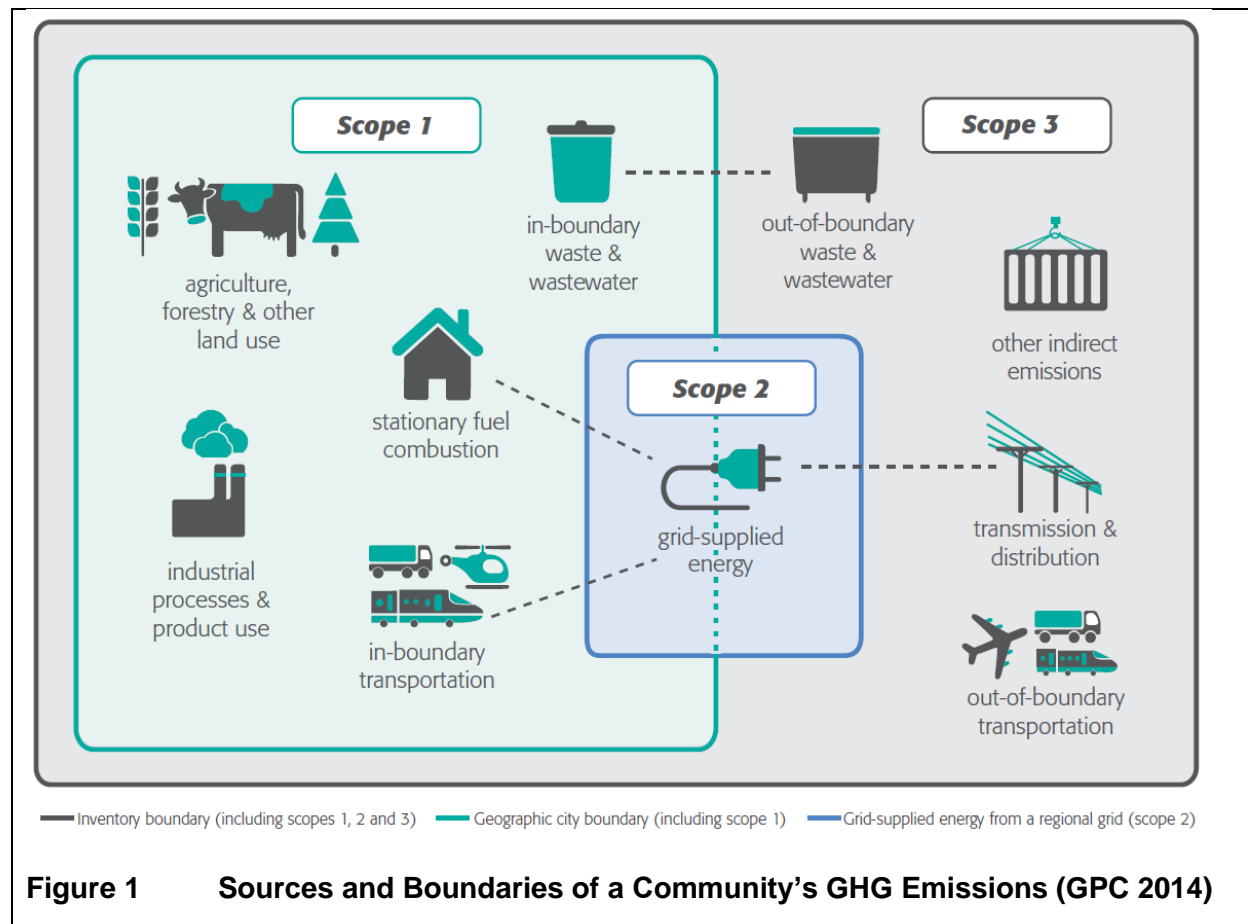 Scope 1
Scope 3
in-boundary
waste &
wastewater
out-of-boundary
waste &
wastewater
agriculture,
forestry & other
land use
other indirect
emissions
Scope 2
stationary fuel
combustion
grid-supplied
energy
transmission &
distribution
industrial
processes &
product use
in-boundary
transportation
out-of-boundary
transportation
Inventory boundary (including scopes 1, 2 and 3) Geographic city boundary (including scope 1) Grid-supplied energy from a regional grid (scope 2)
Figure 1 Sources and Boundaries of a Community’s GHG Emissions (GPC 2014)